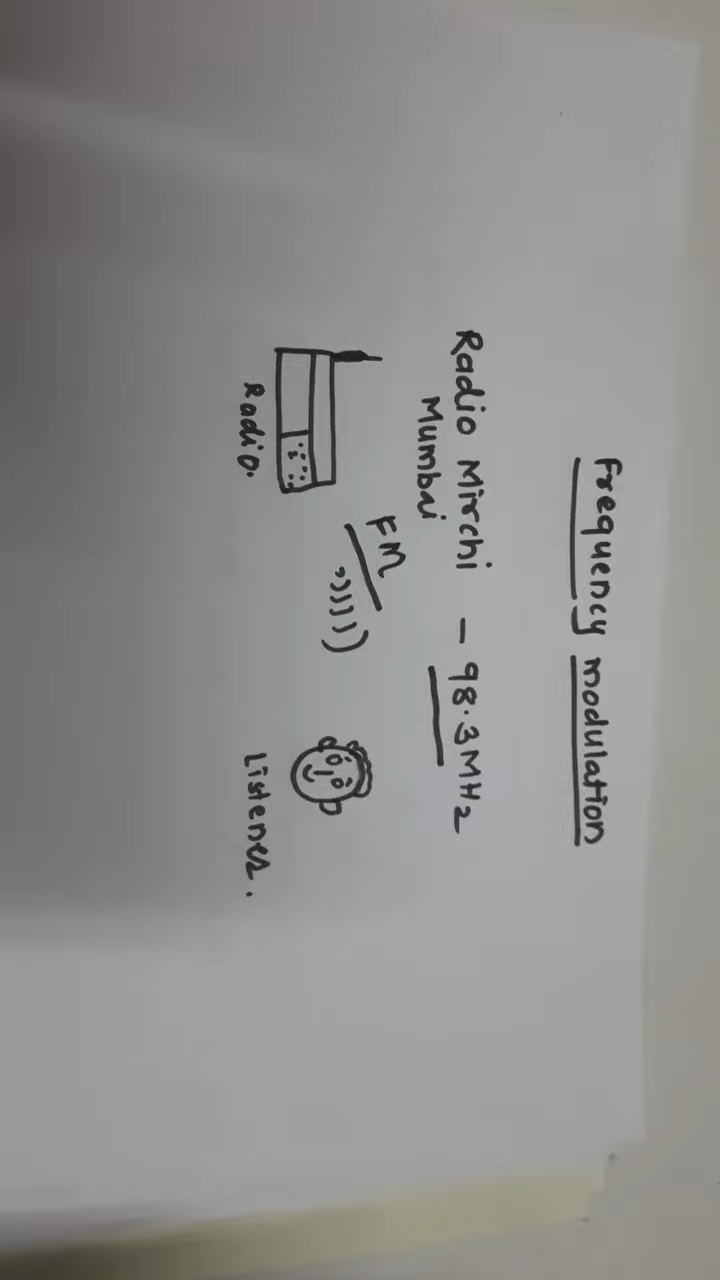 Frequency modulation
Radio Mirchi - 98.3MHz
Mumbai
FM
Radio.
Listener.